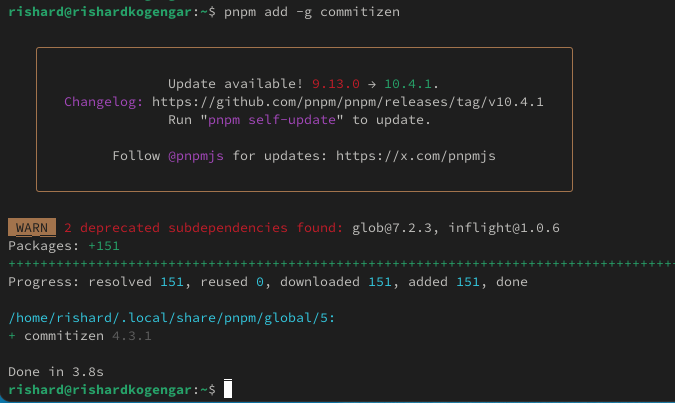 rishard@rishardkogengar:~$ pnpm add -g commitizen
Update available! 9.13.0 → 10.4.1.
Changelog: https://github.com/pnpm/pnpm/releases/tag/v10.4.1
Run "pnpm self-update" to update.
Follow @pnpmjs for updates: https://x.com/pnpmjs
WARN 2 deprecated subdependencies found: glob@7.2.3, inflight@1.0.6
Packages: +151
++++++++++++++++++++++++++++++++++++++++++++++++++++++++++++++++++++++++++++++++++++
Progress: resolved 151, reused 0, downloaded 151, added 151, done
/home/rishard/.local/share/pnpm/global/5:
+ commitizen 4.3.1
Done in 3.8s
rishard@rishardkogengar:~$